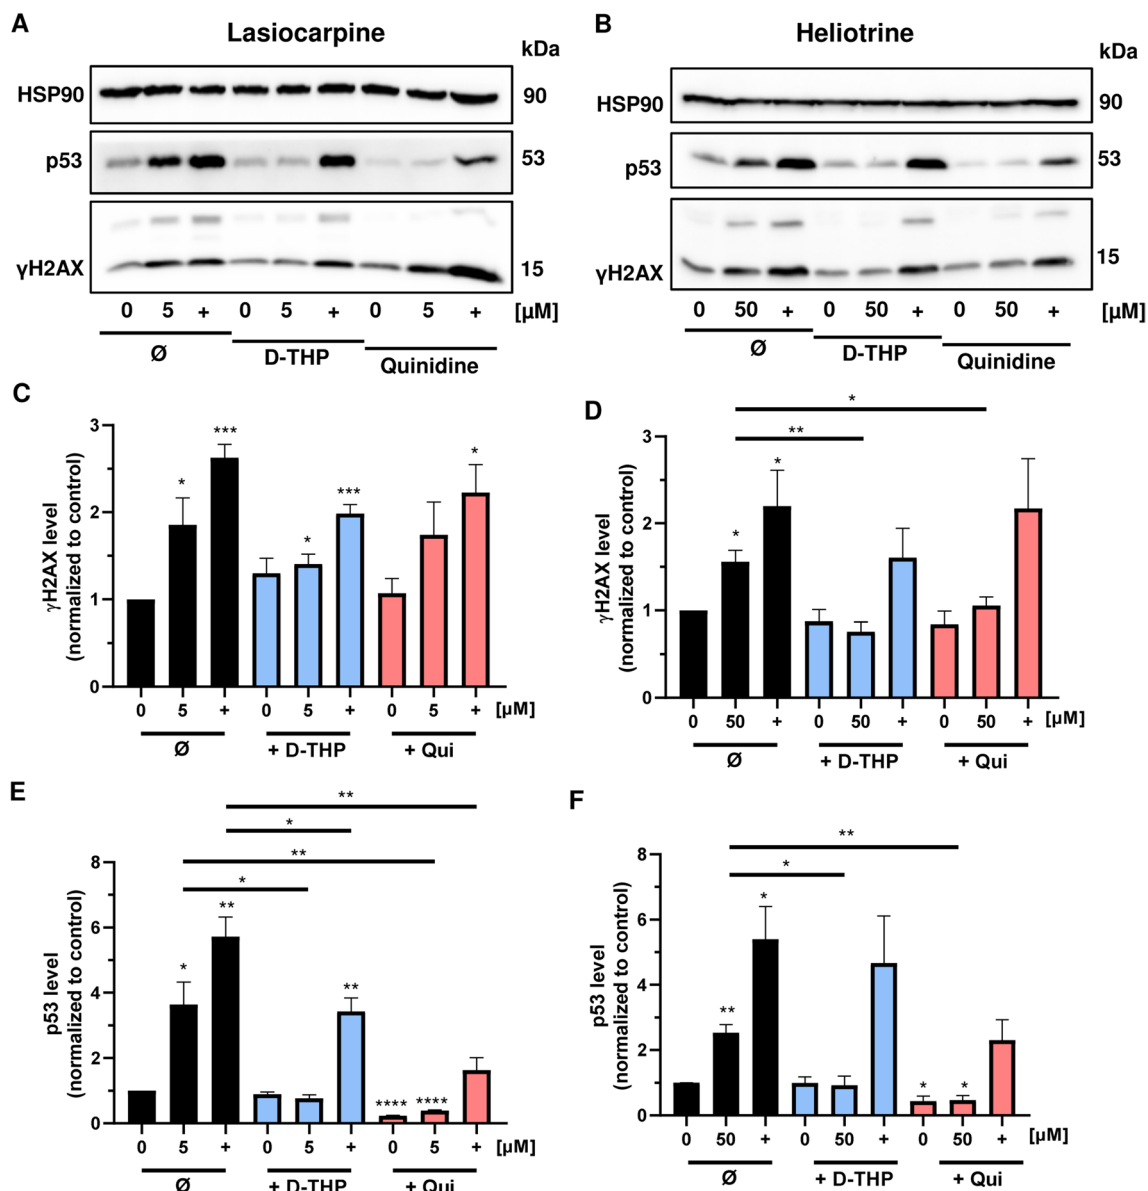 A
Lasiocarpine
kDa
HSP90
90
p53
53
γH2AX
15
0 5 + 0 5 + 0 5 + [µM]
Ø D-THP Quinidine
B
Heliotrine
kDa
HSP90
90
p53
53
γH2AX
15
0 50 + 0 50 + 0 50 + [µM]
Ø D-THP Quinidine
C
γH2AX level
(normalized to control)
3
2
1
0
* *** * *** *
0 5 + 0 5 + 0 5 + [µM]
Ø + D-THP + Qui
D
γH2AX level
(normalized to control)
*
**
3
2
1
0
* *
0 50 + 0 50 + 0 50 + [µM]
Ø + D-THP + Qui
E
p53 level
(normalized to control)
**
*
**
*
8
6
4
2
0
* ** ** **** ****
0 5 + 0 5 + 0 5 + [µM]
Ø + D-THP + Qui
F
p53 level
(normalized to control)
**
*
8
6
4
2
0
** * * *
0 50 + 0 50 + 0 50 + [µM]
Ø + D-THP + Qui